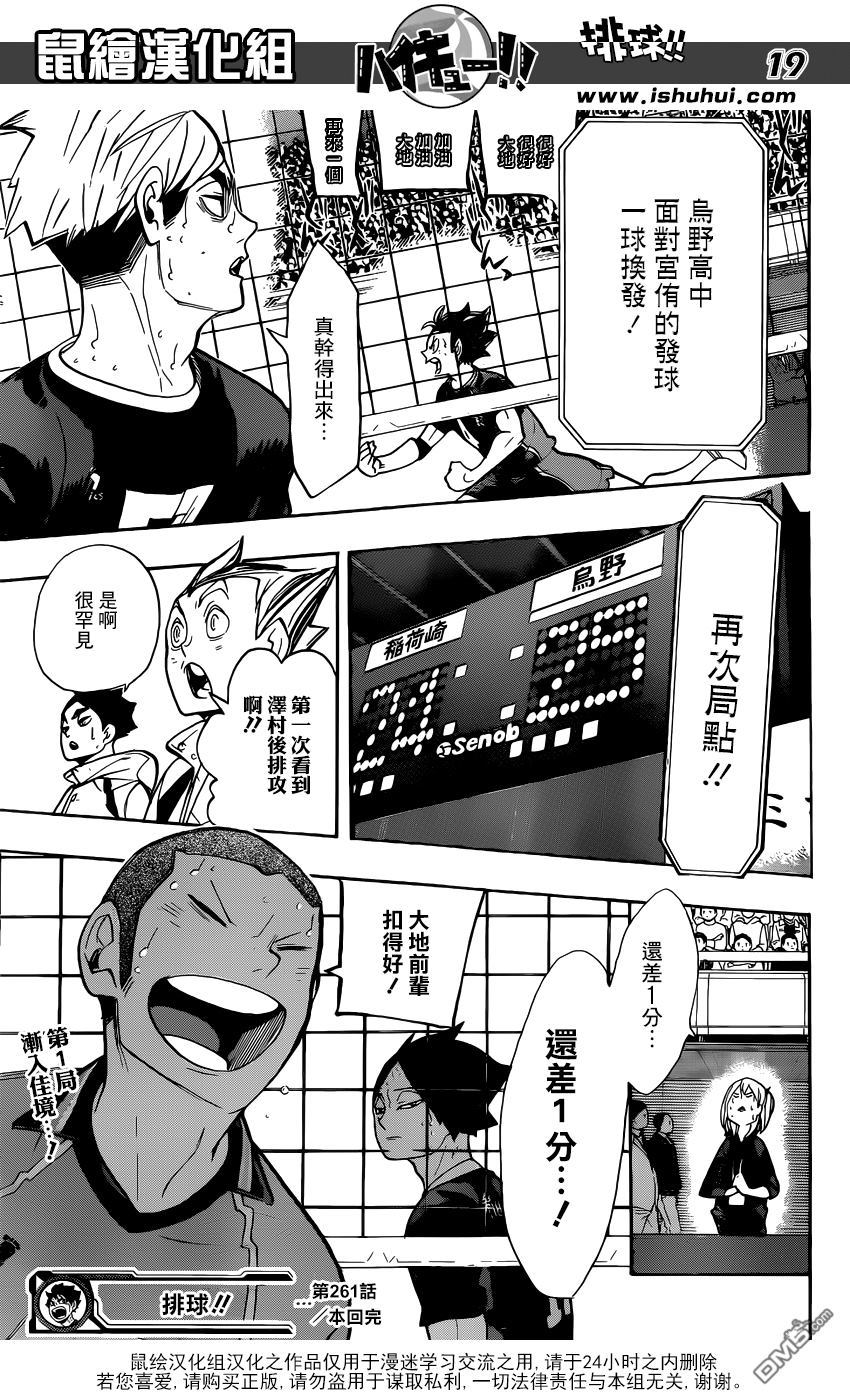 鼠繪漢化組
ハイキュー!!
排球!!
19
www.ishuhui.com
烏野高中
面對宮侑的發球
一球換發！
很好
很好
大地
加油
加油
大地
再來一個
真幹得出來…
再次局點!!
烏野
稲荷崎
25
24
Senob
第一次看到
澤村後排攻
啊!!
是啊
很罕見
還差1分…
還差1分…!
大地前輩
扣得好！
第1局
漸入佳境…!
排球!!
…第261話
／本回完
鼠绘汉化组汉化之作品仅用于漫迷学习交流之用, 请于24小时之内删除
若您喜爱, 请购买正版, 请勿盗用于谋取私利, 一切法律责任与本组无关, 谢谢.
DMB.com